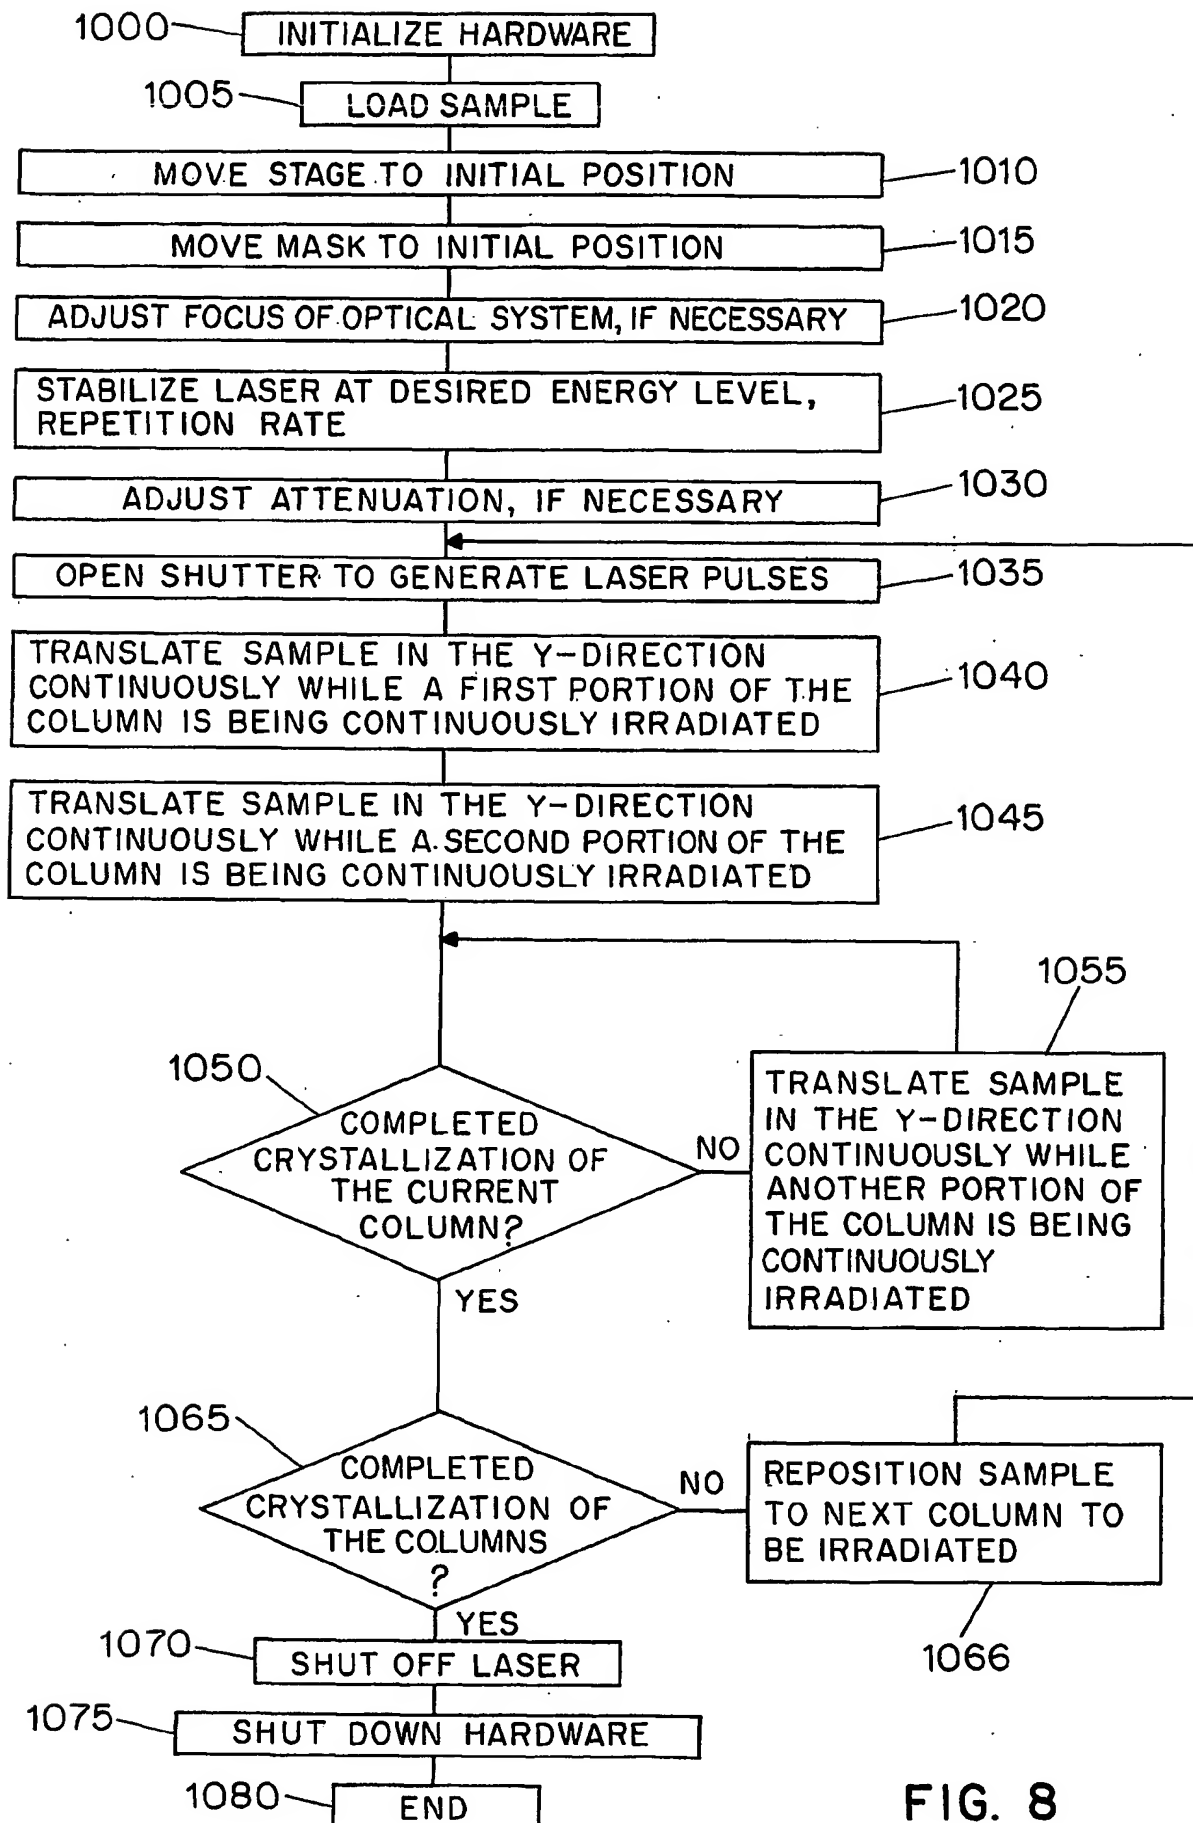 1000
INITIALIZE HARDWARE
1005
LOAD SAMPLE
MOVE STAGE TO INITIAL POSITION
1010
MOVE MASK TO INITIAL POSITION
1015
ADJUST FOCUS OF OPTICAL SYSTEM, IF NECESSARY
1020
STABILIZE LASER AT DESIRED ENERGY LEVEL,
REPETITION RATE
1025
ADJUST ATTENUATION, IF NECESSARY
1030
OPEN SHUTTER TO GENERATE LASER PULSES
1035
TRANSLATE SAMPLE IN THE Y-DIRECTION
CONTINUOUSLY WHILE A FIRST PORTION OF THE
COLUMN IS BEING CONTINUOUSLY IRRADIATED
1040
TRANSLATE SAMPLE IN THE Y-DIRECTION
CONTINUOUSLY WHILE A SECOND PORTION OF THE
COLUMN IS BEING CONTINUOUSLY IRRADIATED
1045
1050
COMPLETED
CRYSTALLIZATION OF
THE CURRENT
COLUMN?
NO
YES
1055
TRANSLATE SAMPLE
IN THE Y-DIRECTION
CONTINUOUSLY WHILE
ANOTHER PORTION OF
THE COLUMN IS BEING
CONTINUOUSLY
IRRADIATED
1065
COMPLETED
CRYSTALLIZATION OF
THE COLUMNS
?
NO
YES
REPOSITION SAMPLE
TO NEXT COLUMN TO
BE IRRADIATED
1066
1070
SHUT OFF LASER
1075
SHUT DOWN HARDWARE
1080
END
FIG. 8